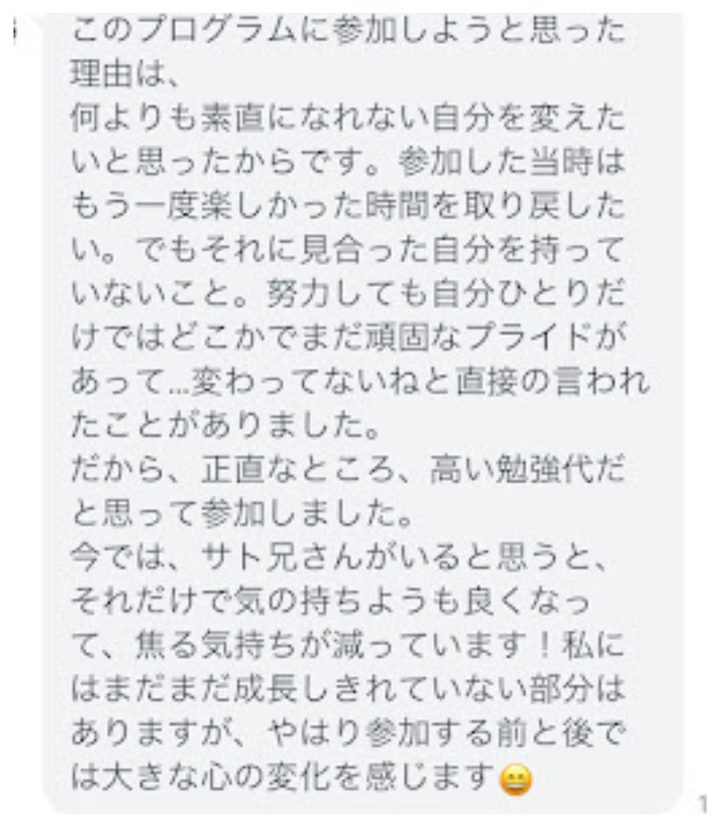 このプログラムに参加しようと思った
理由は、
何よりも素直になれない自分を変えた
いと思ったからです。参加した当時は
もう一度楽しかった時間を取り戻した
い。でもそれに見合った自分を持って
いないこと。努力しても自分ひとりだ
けではどこかでまだ頑固なプライドが
あって...変わってないねと直接の言われ
たことがありました。
だから、正直なところ、高い勉強代だ
と思って参加しました。
今では、サト兄さんがいると思うと、
それだけで気の持ちようも良くなっ
て、焦る気持ちが減っています！私に
はまだまだ成長しきれていない部分は
ありますが、やはり参加する前と後で
は大きな心の変化を感じます😄
1